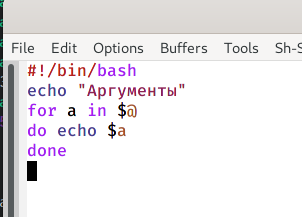 File Edit Options Buffers Tools Sh-S
#!/bin/bash
echo "Аргументы"
for a in $@
do echo $a
done